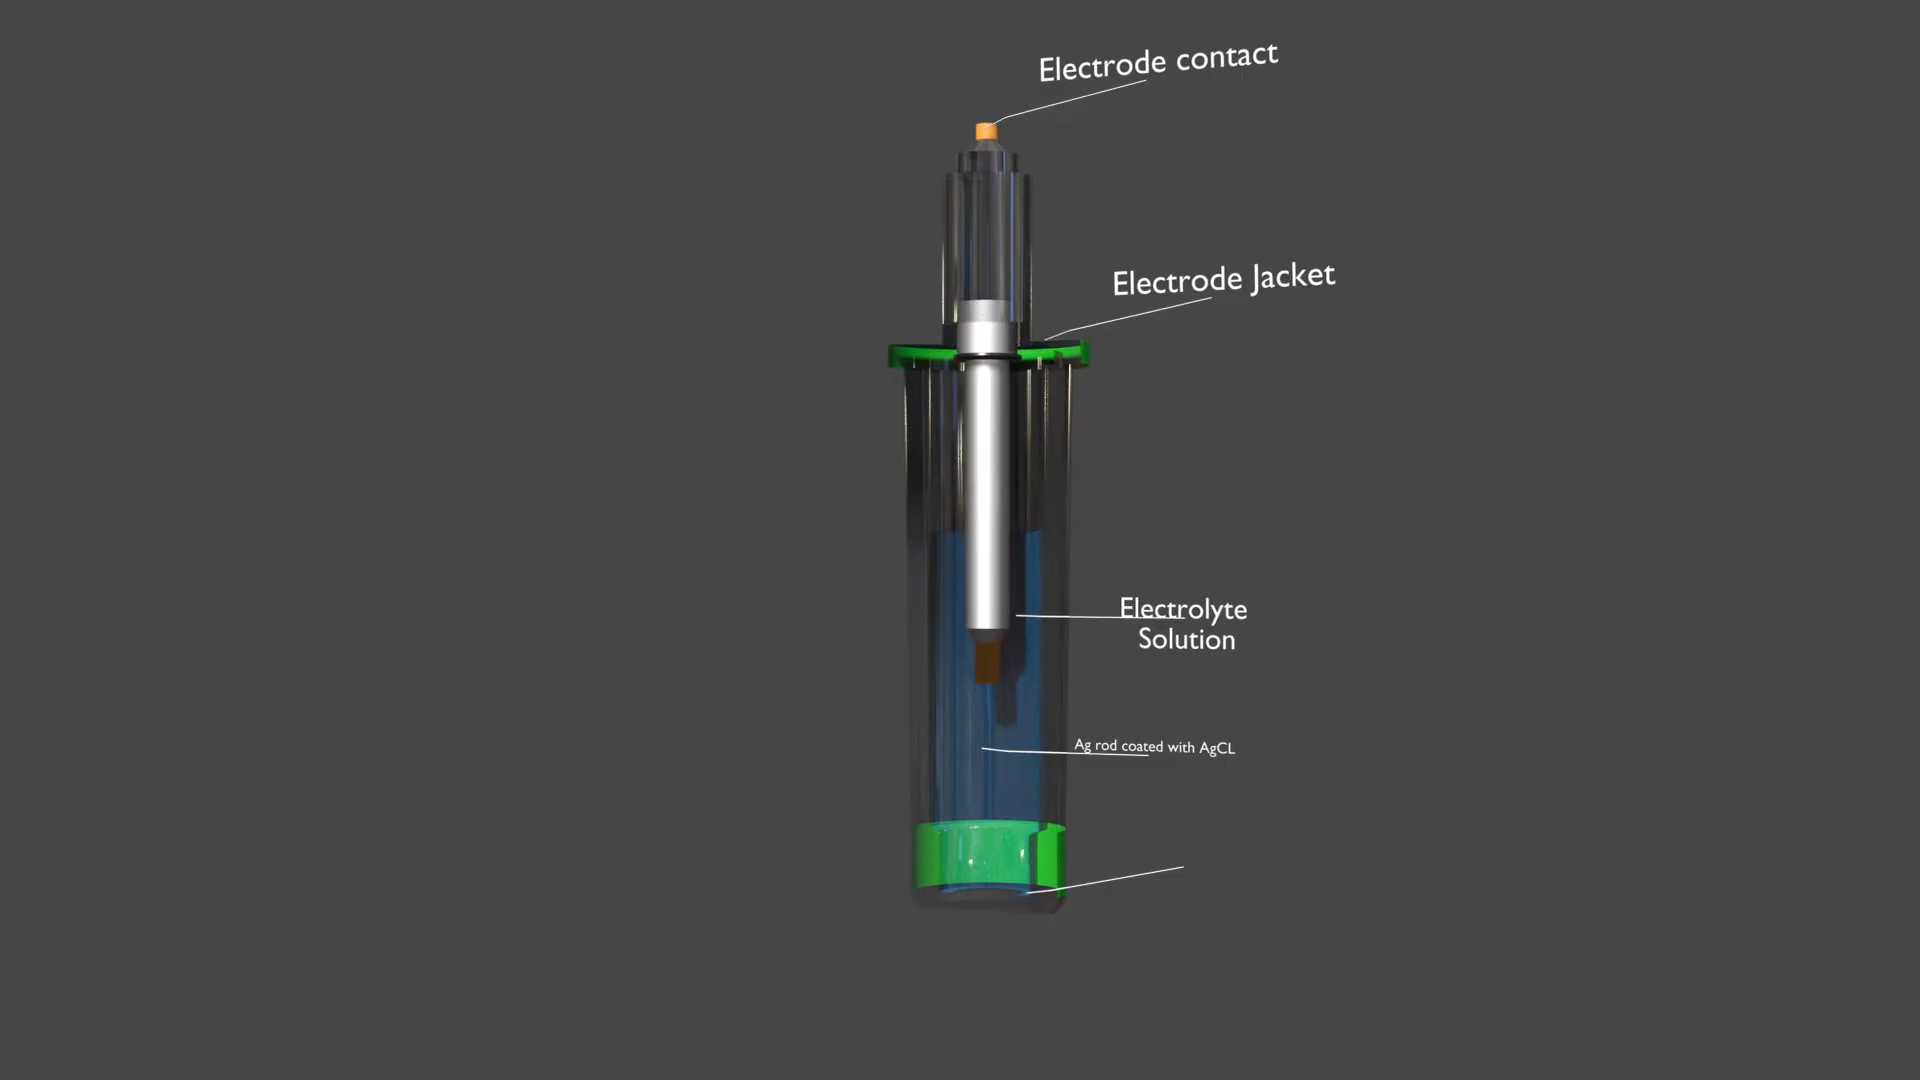 Electrode contact
Electrode Jacket
Electrolyte
Solution
Ag rod coated with AgCL